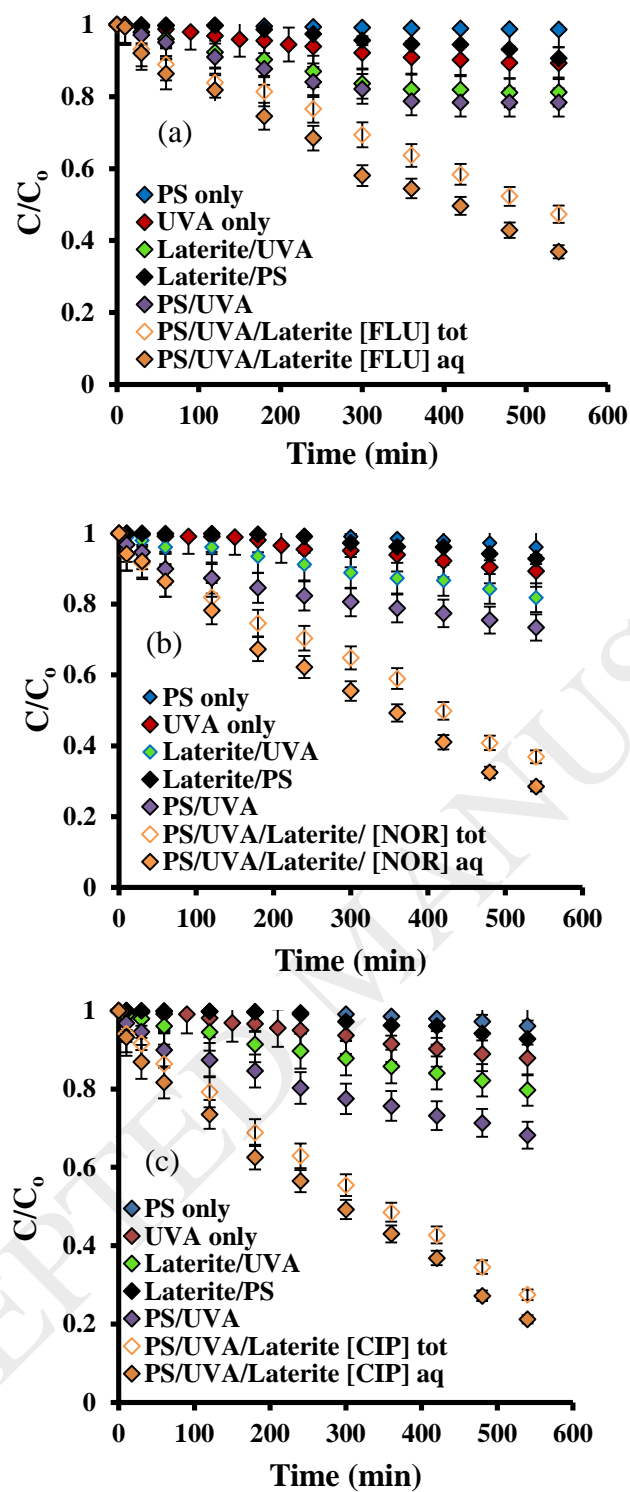 1
0.8
0.6
0.4
0.2
0
C/Co
(a)
PS only
UVA only
Laterite/UVA
Laterite/PS
PS/UVA
PS/UVA/Laterite [FLU] tot
PS/UVA/Laterite [FLU] aq
0 100 200 300 400 500 600
Time (min)
1
0.8
0.6
0.4
0.2
0
C/Co
(b)
PS only
UVA only
Laterite/UVA
Laterite/PS
PS/UVA
PS/UVA/Laterite/ [NOR] tot
PS/UVA/Laterite/ [NOR] aq
0 100 200 300 400 500 600
Time (min)
1
0.8
0.6
0.4
0.2
0
C/Co
(c)
PS only
UVA only
Laterite/UVA
Laterite/PS
PS/UVA
PS/UVA/Laterite [CIP] tot
PS/UVA/Laterite [CIP] aq
0 100 200 300 400 500 600
Time (min)
EPTED MANUS